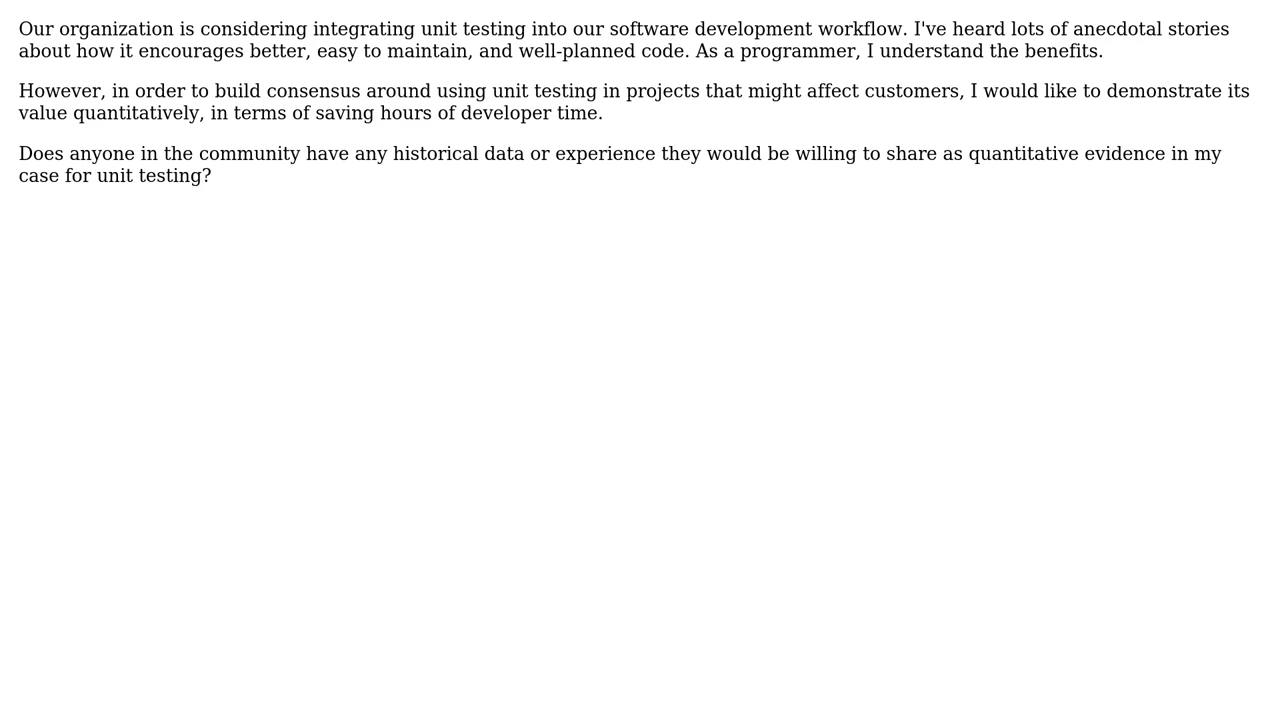 Our organization is considering integrating unit testing into our software development workflow. I've heard lots of anecdotal stories
about how it encourages better, easy to maintain, and well-planned code. As a programmer, I understand the benefits.
However, in order to build consensus around using unit testing in projects that might affect customers, I would like to demonstrate its
value quantitatively, in terms of saving hours of developer time.
Does anyone in the community have any historical data or experience they would be willing to share as quantitative evidence in my
case for unit testing?